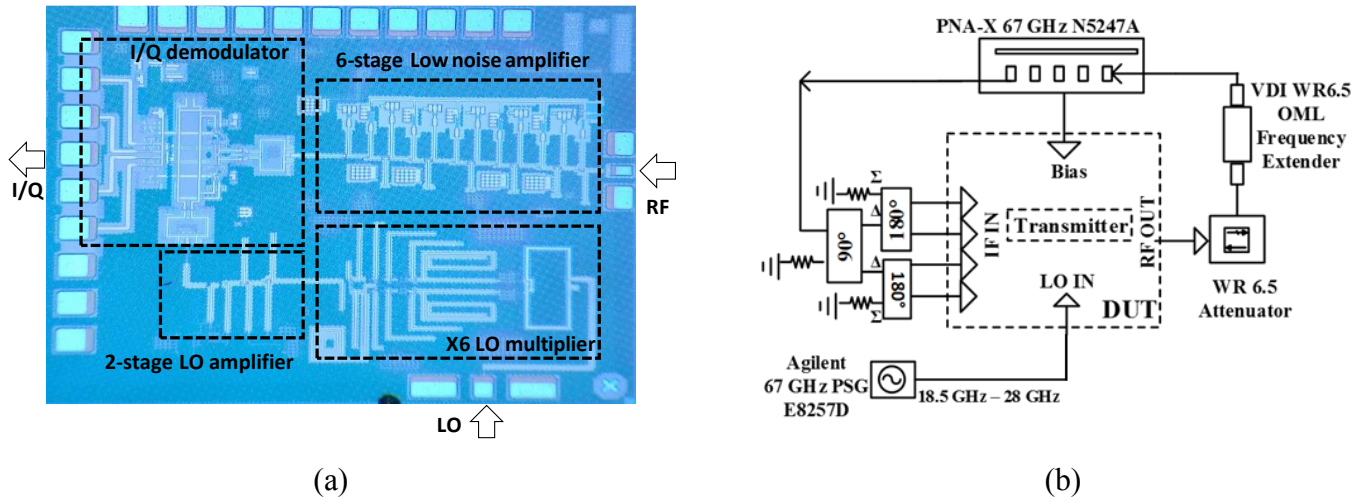 I/Q demodulator
6-stage Low noise amplifier
I/Q
RF
2-stage LO amplifier
X6 LO multiplier
LO
(a)
PNA-X 67 GHz N5247A
VDI WR6.5
OML
Frequency
Extender
Bias
Σ
Δ
180°
90°
Δ
180°
Σ
IF IN
Transmitter
RF OUT
LO IN
DUT
WR 6.5
Attenuator
Agilent
67 GHz PSG
E8257D
18.5 GHz – 28 GHz
(b)